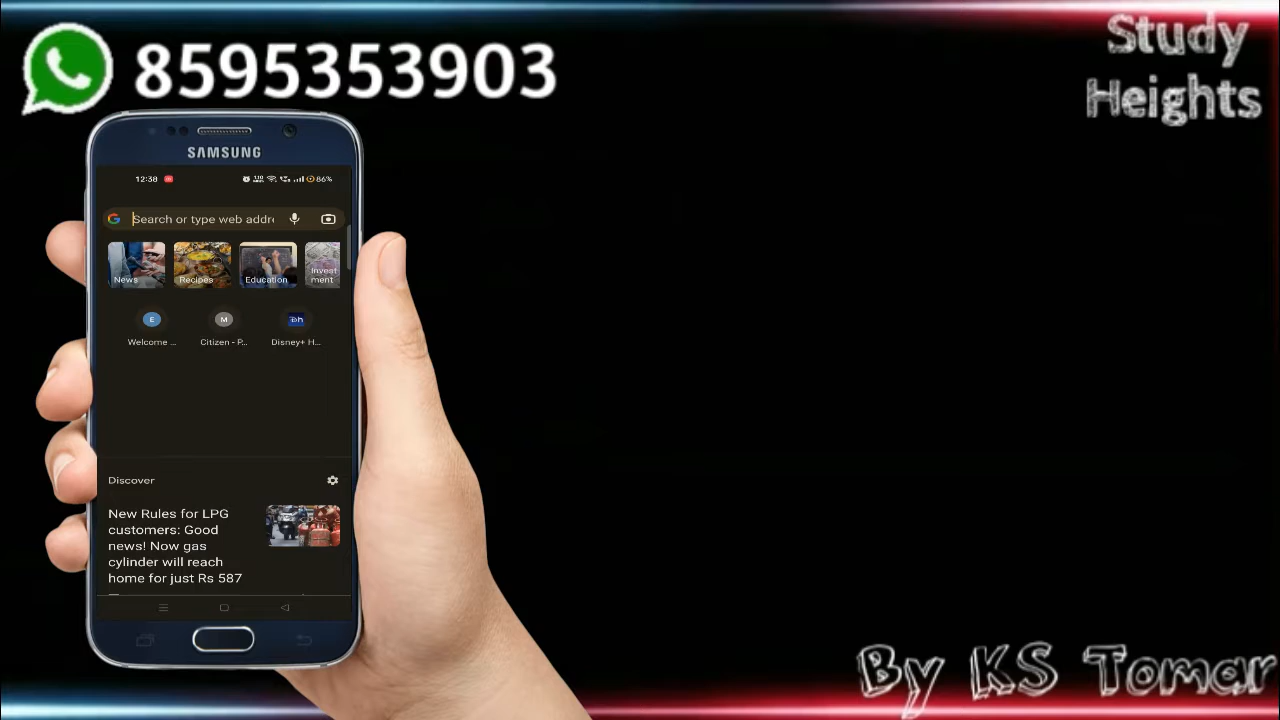 8595353903
Study
Heights
SAMSUNG
12:38
86%
Search or type web addre
News
Recipes
Education
Invest
ment
E
M
Welcome ...
Citizen - P...
Disney+ H...
Discover
New Rules for LPG
customers: Good
news! Now gas
cylinder will reach
home for just Rs 587
By KS Tomar